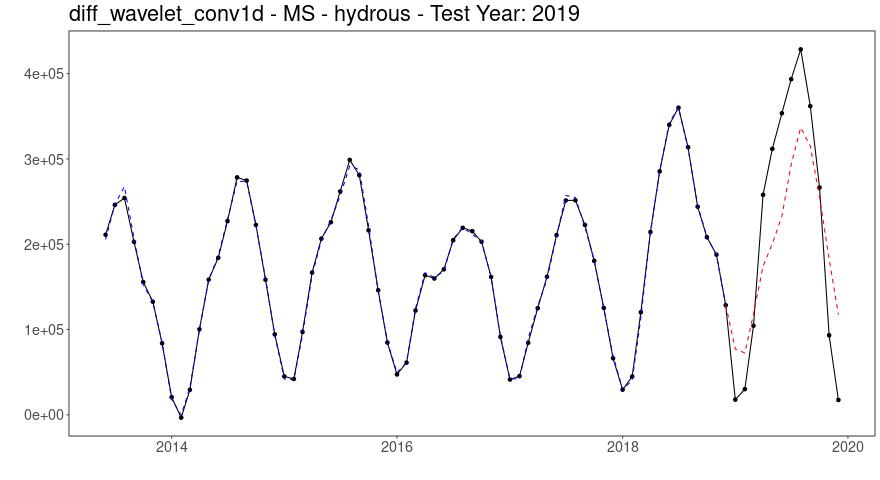 diff_wavelet_conv1d - MS - hydrous - Test Year: 2019
4e+05
3e+05
2e+05
1e+05
0e+00
2014 2016 2018 2020